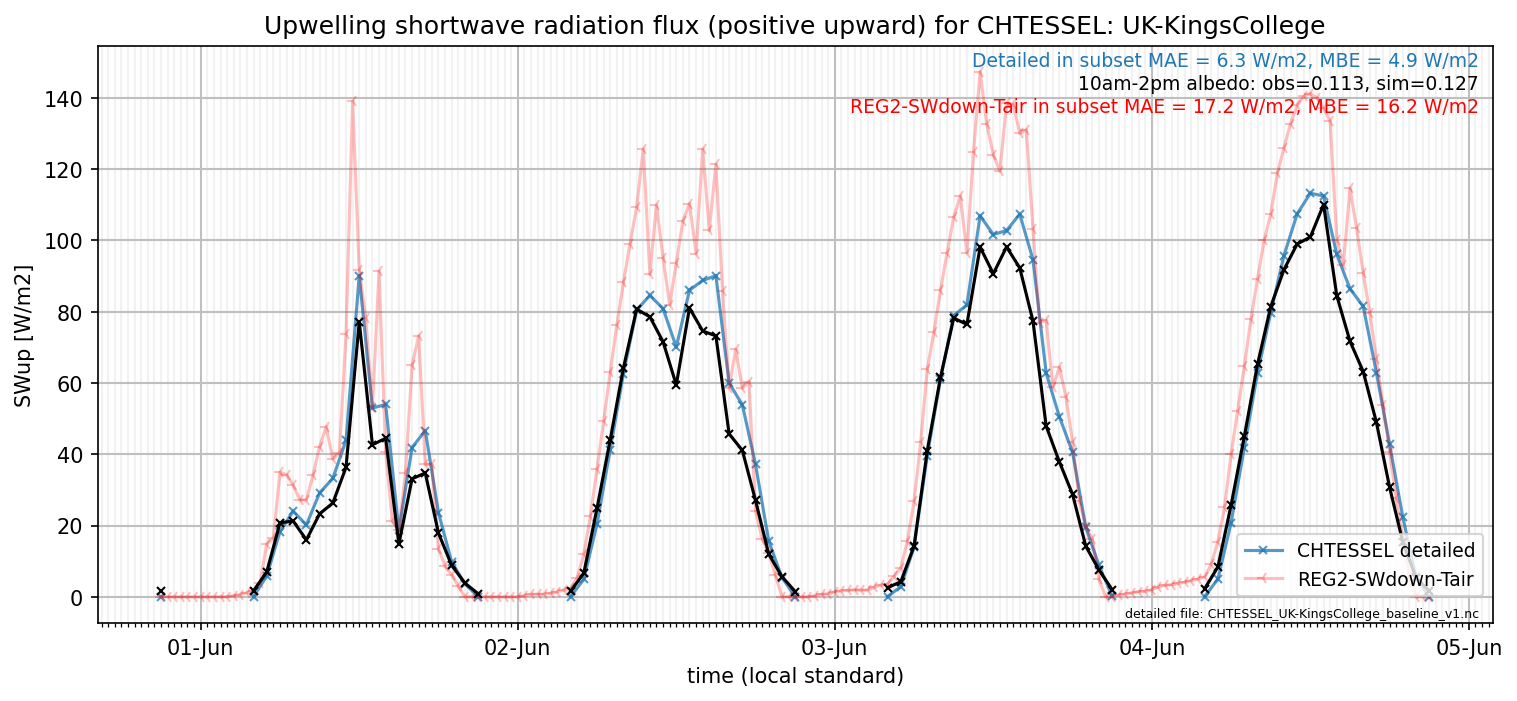 Upwelling shortwave radiation flux (positive upward) for CHTESSEL: UK-KingsCollege
Detailed in subset MAE = 6.3 W/m2, MBE = 4.9 W/m2
10am-2pm albedo: obs=0.113, sim=0.127
REG2-SWdown-Tair in subset MAE = 17.2 W/m2, MBE = 16.2 W/m2
SWup [W/m2]
140
120
100
80
60
40
20
0
CHTESSEL detailed
REG2-SWdown-Tair
detailed file: CHTESSEL_UK-KingsCollege_baseline_v1.nc
01-Jun
02-Jun
03-Jun
04-Jun
05-Jun
time (local standard)